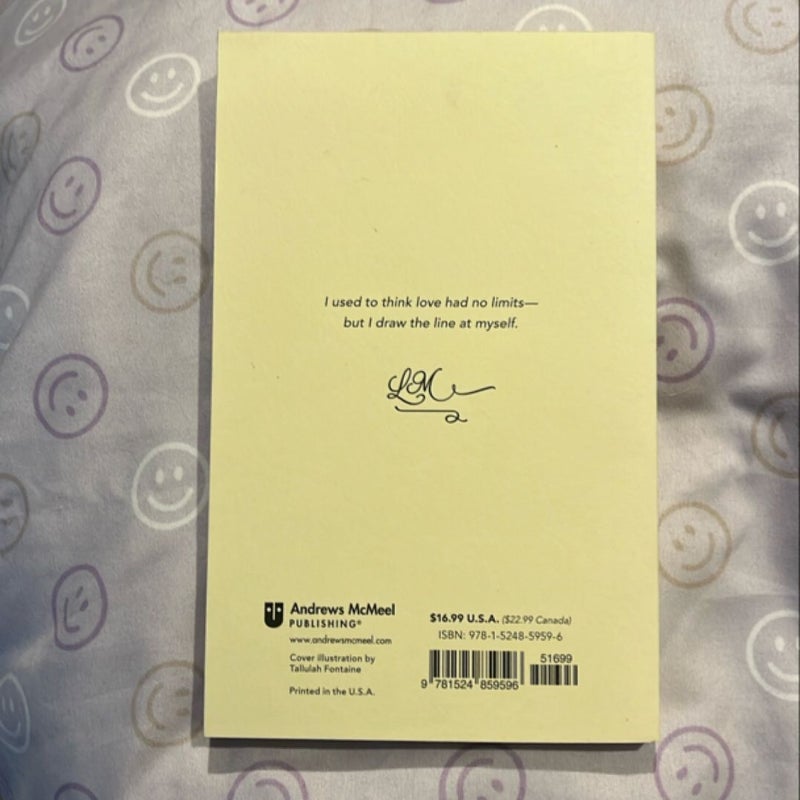 I used to think love had no limits—
but I draw the line at myself.
LM
Andrews McMeel
PUBLISHING®
www.andrewsmcmeel.com
Cover illustration by
Tallulah Fontaine
Printed in the U.S.A.
$16.99 U.S.A. ($22.99 Canada)
ISBN: 978-1-5248-5959-6
51699
9 781524 859596